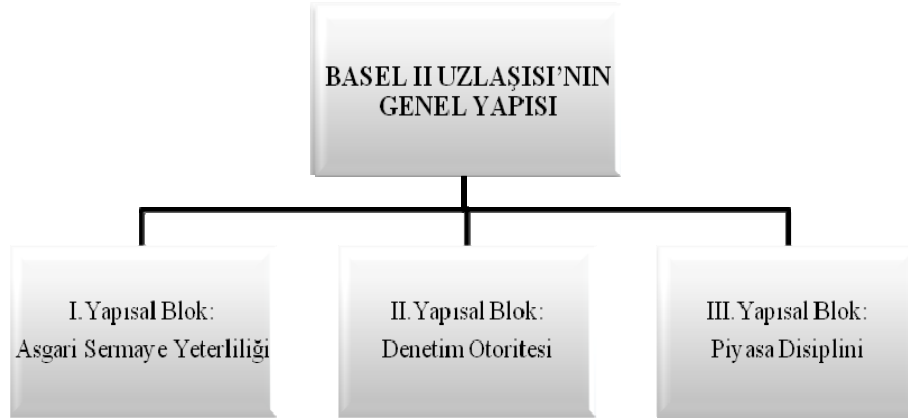 BASEL II UZLAŞISI’NIN
GENEL YAPISI
I. Yapısal Blok:
Asgari Sermaye Yeterliliği
II. Yapısal Blok:
Denetim Otoritesi
III. Yapısal Blok:
Piyasa Disiplini